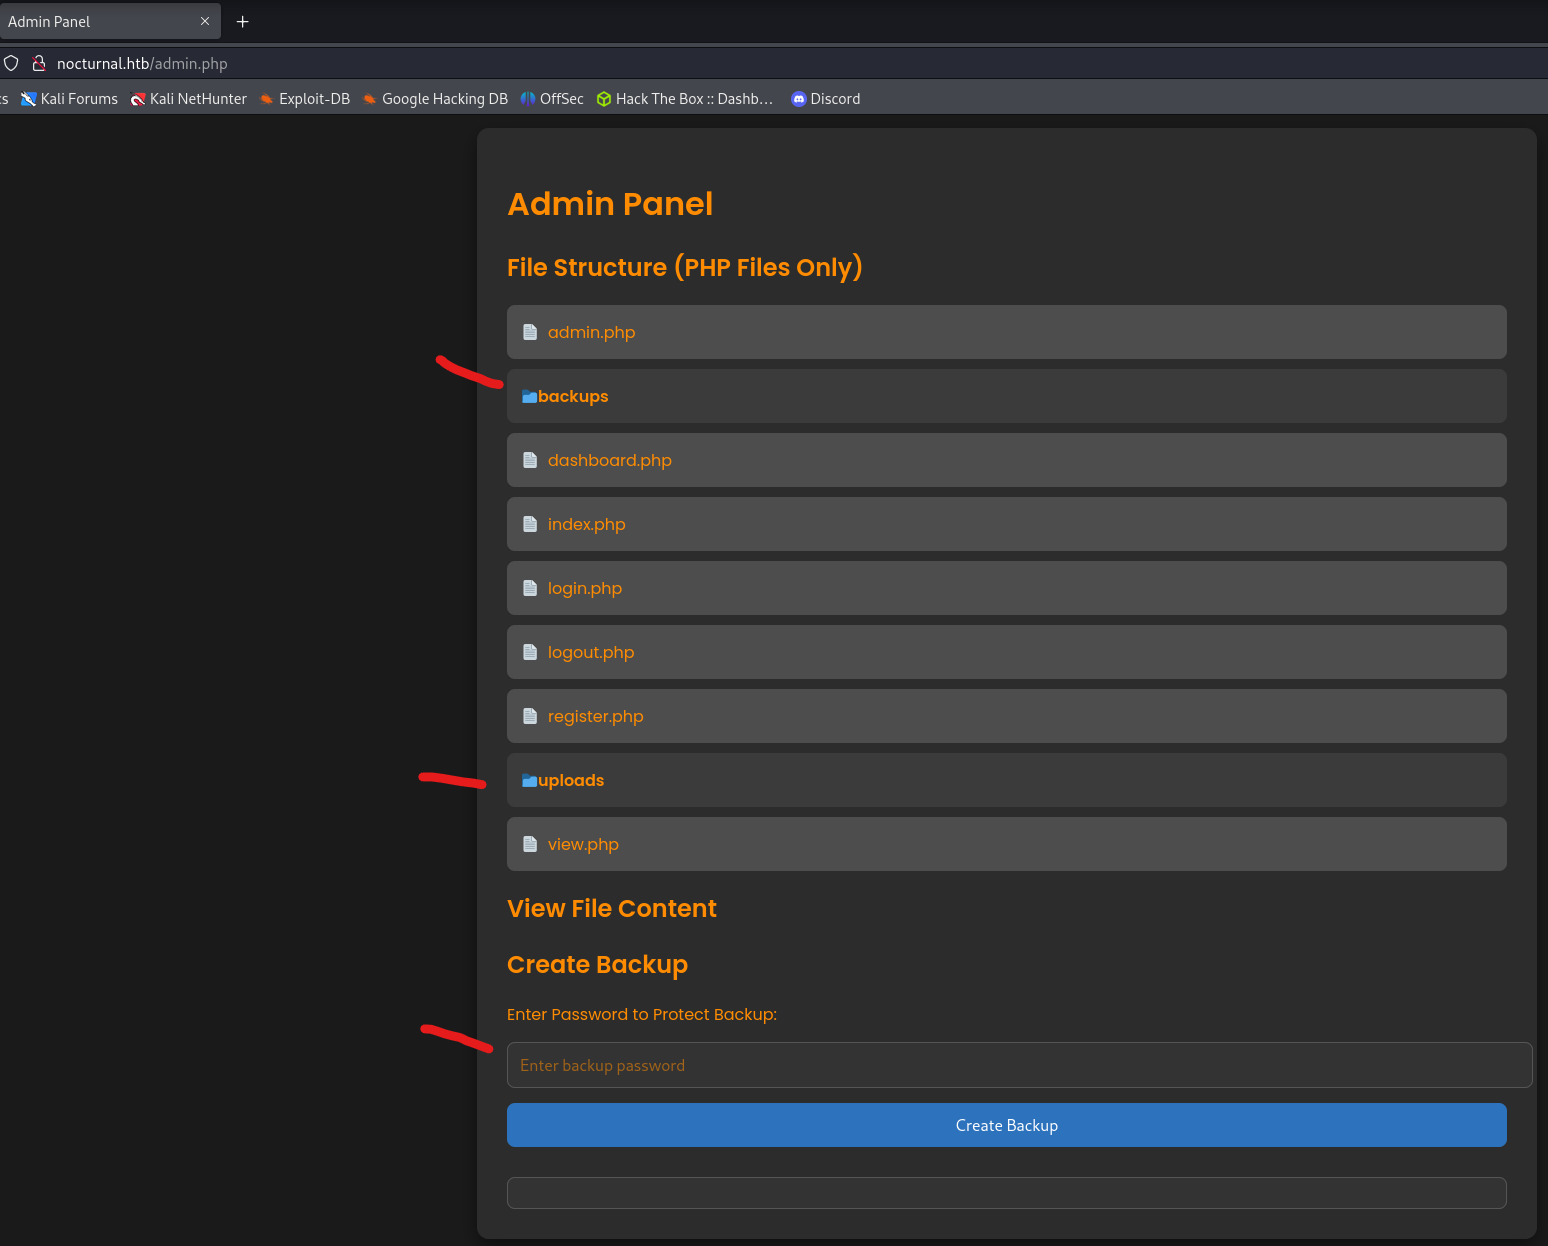 Admin Panel
nocturnal.htb/admin.php
Kali Forums Kali NetHunter Exploit-DB Google Hacking DB OffSec Hack The Box :: Dashb… Discord
Admin Panel
File Structure (PHP Files Only)
admin.php
backups
dashboard.php
index.php
login.php
logout.php
register.php
uploads
view.php
View File Content
Create Backup
Enter Password to Protect Backup:
Enter backup password
Create Backup